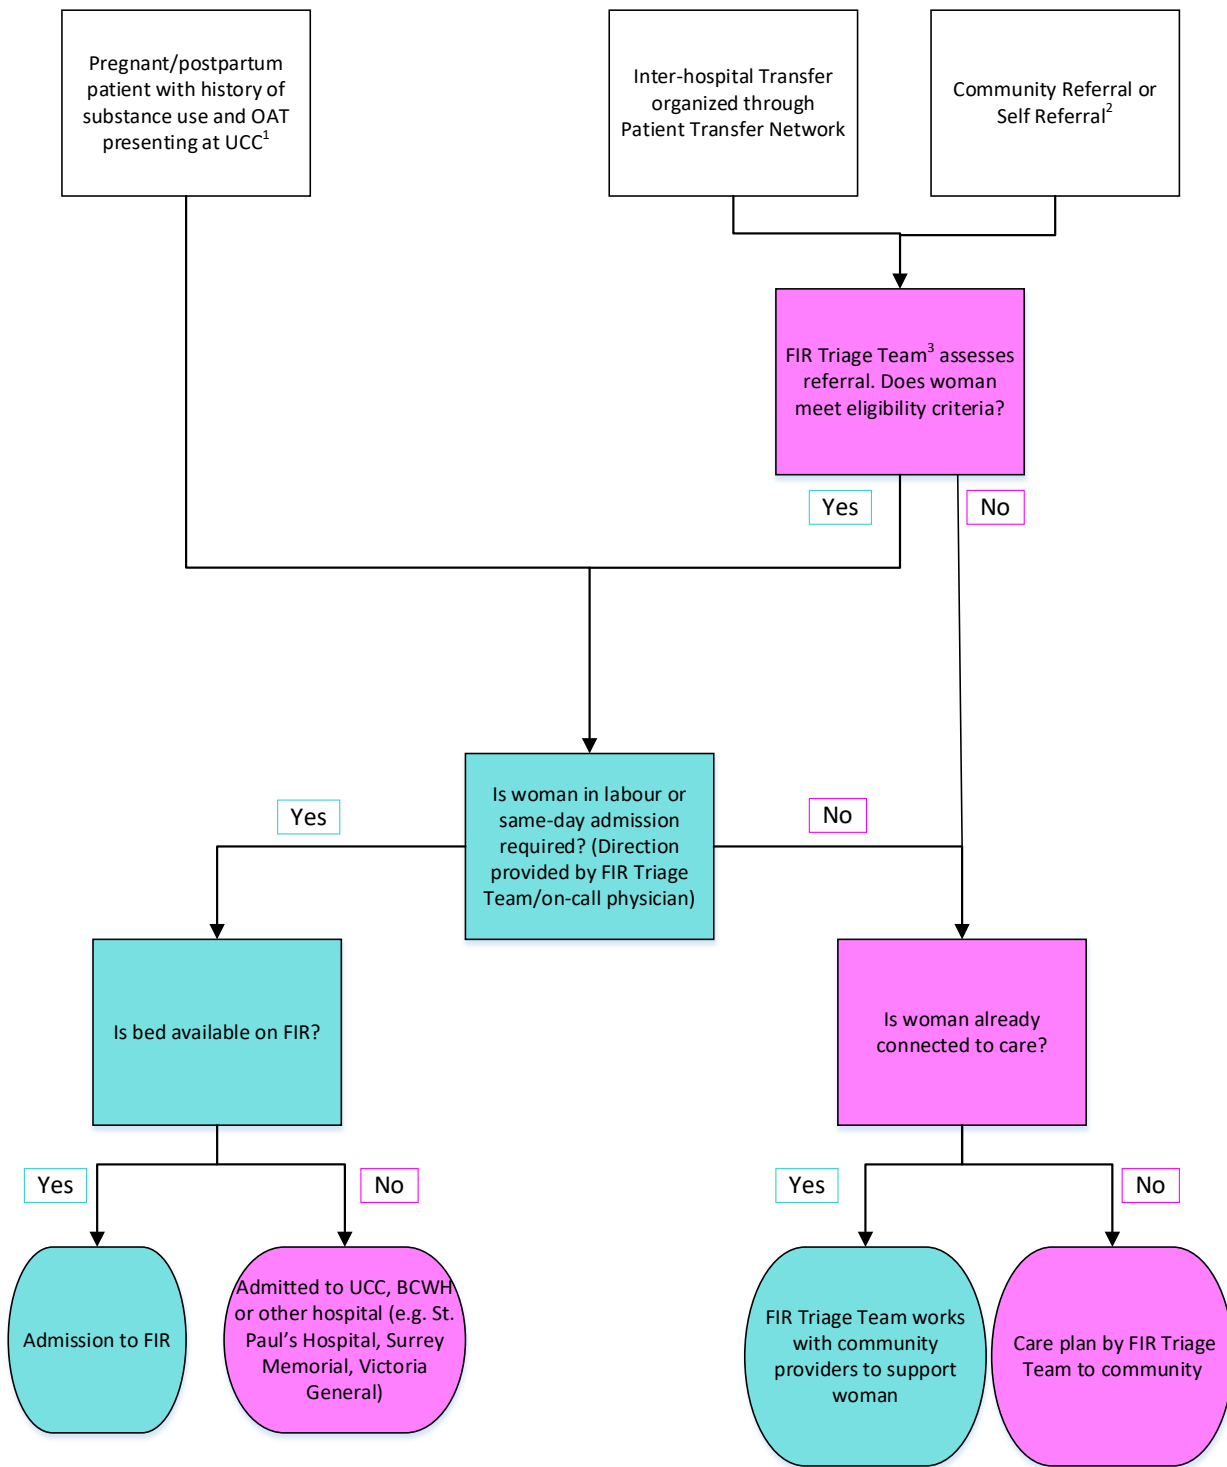 Pregnant/postpartum
patient with history of
substance use and OAT
presenting at UCC1
Inter-hospital Transfer
organized through
Patient Transfer Network
Community Referral or
Self Referral2
FIR Triage Team3 assesses
referral. Does woman
meet eligibility criteria?
Yes
No
Is woman in labour or
same-day admission
required? (Direction
provided by FIR Triage
Team/on-call physician)
Yes
No
Is bed available on FIR?
Is woman already
connected to care?
Yes
No
Yes
No
Admission to FIR
Admitted to UCC, BCWH
or other hospital (e.g. St.
Paul’s Hospital, Surrey
Memorial, Victoria
General)
FIR Triage Team works
with community
providers to support
woman
Care plan by FIR Triage
Team to community